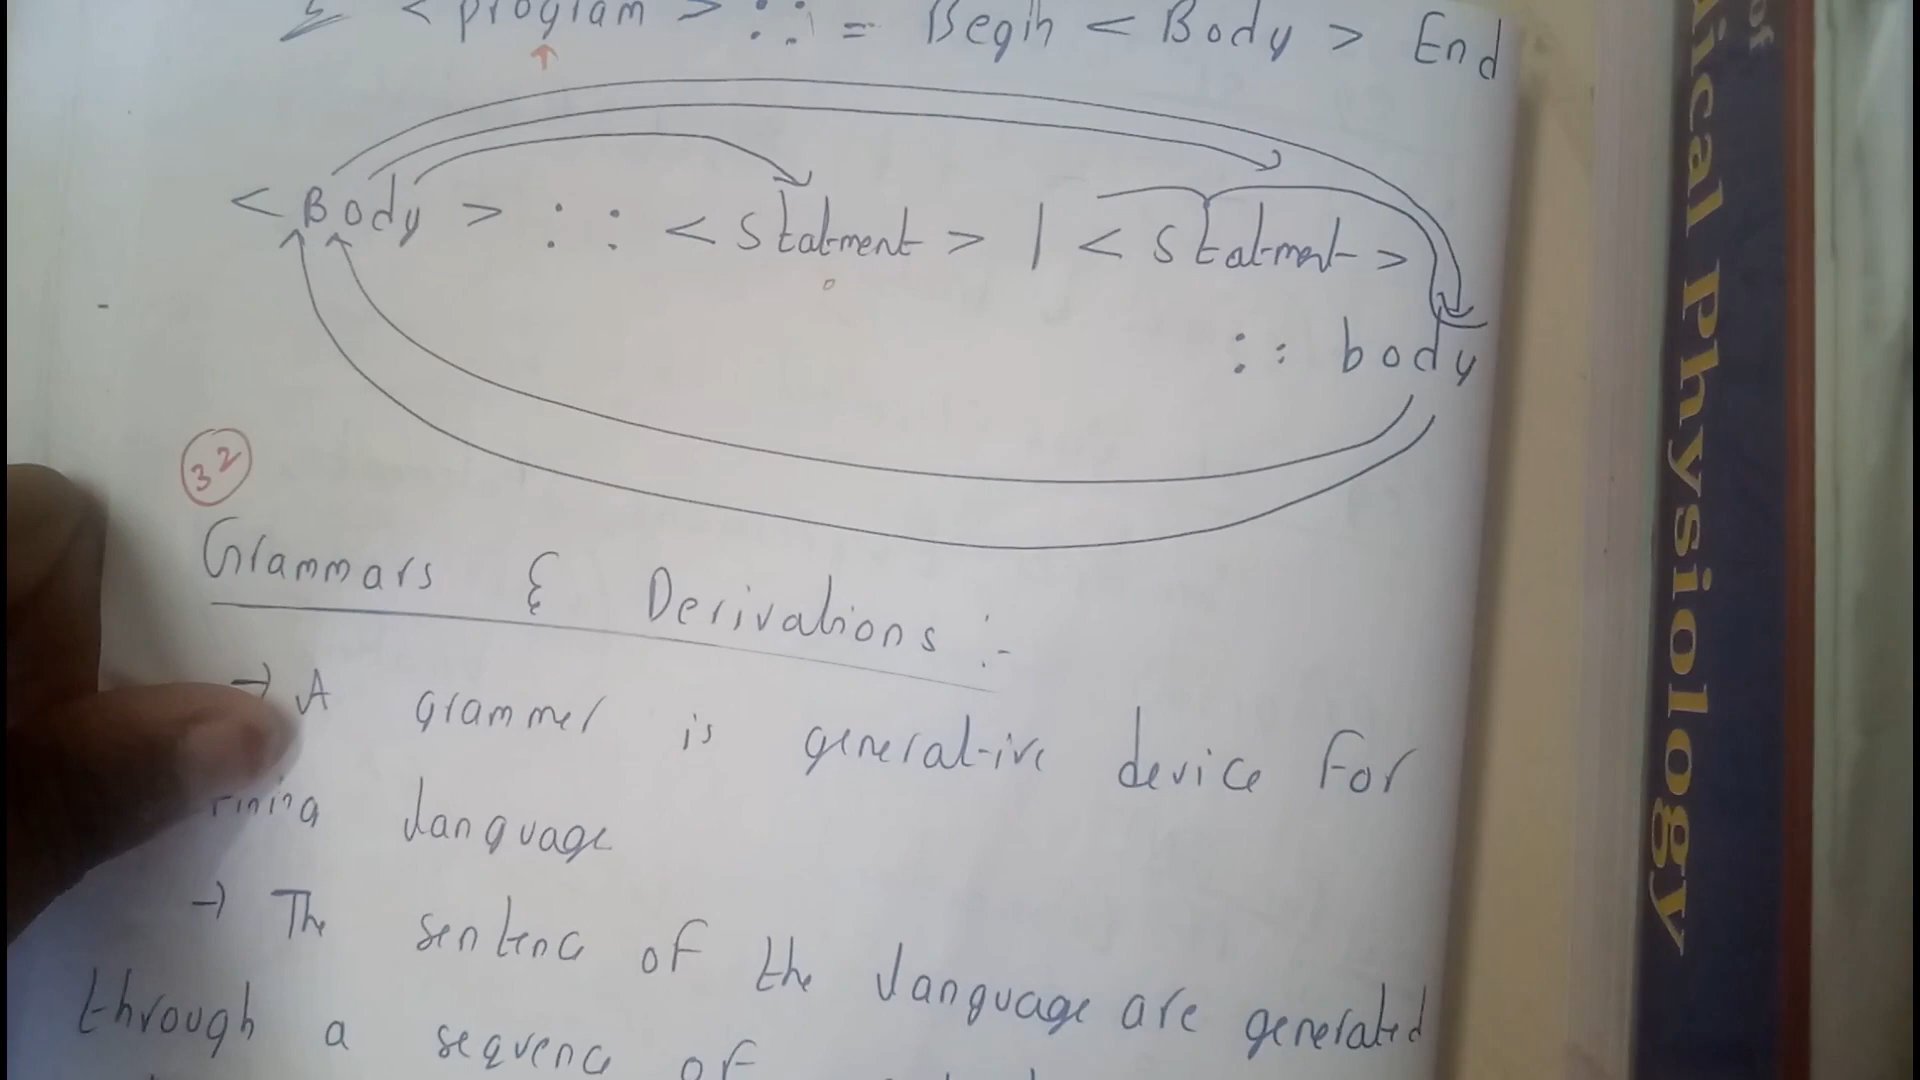 < program > : : = Begin < Body > End
< Body > : : < Statment > | < Statment >
: : body
32
Grammars & Derivations :-
→ A grammer is generative device for
language
→ The sentence of the language are generated
through a sequence of
of
ical Physiology